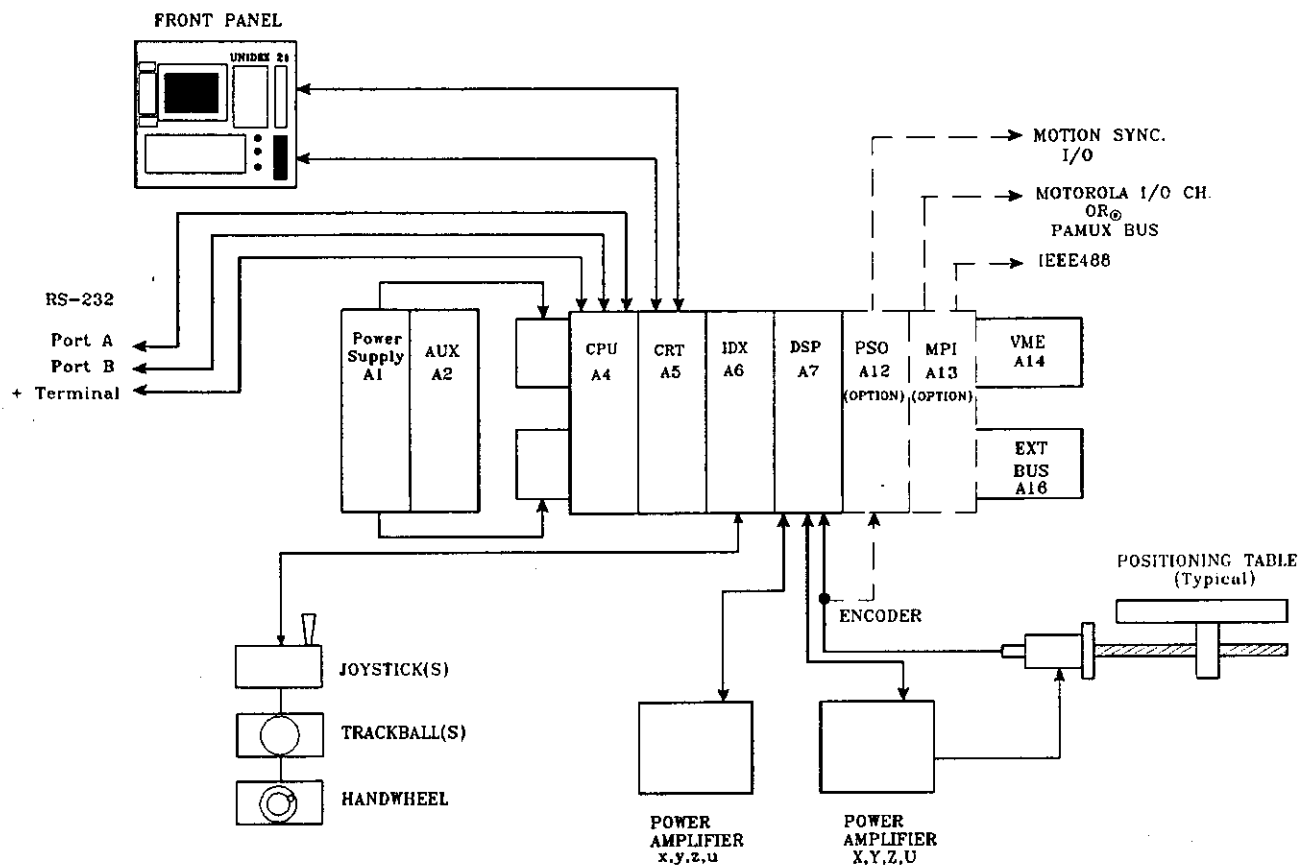 FRONT PANEL
UNIDEX 21
MOTION SYNC.
I/O
MOTOROLA I/O CH.
OR®
PAMUX BUS
IEEE488
RS-232
Port A
Port B
+ Terminal
Power
Supply
A1
AUX
A2
CPU
A4
CRT
A5
IDX
A6
DSP
A7
PSO
A12
(OPTION)
MPI
A13
(OPTION)
VME
A14
EXT
BUS
A16
POSITIONING TABLE
(Typical)
ENCODER
JOYSTICK(S)
TRACKBALL(S)
HANDWHEEL
POWER
AMPLIFIER
x,y,z,u
POWER
AMPLIFIER
X,Y,Z,U